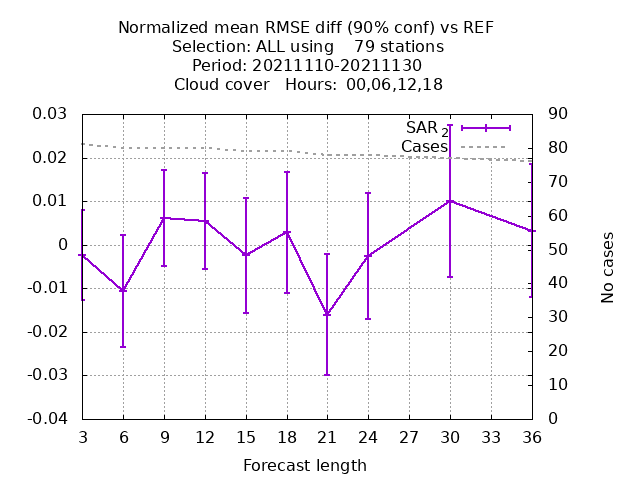 Normalized mean RMSE diff (90% conf) vs REF
Selection: ALL using    79 stations
Period: 20211110-20211130
Cloud cover   Hours:  00,06,12,18
SAR 2
Cases
0.03
0.02
0.01
0
-0.01
-0.02
-0.03
-0.04
90
80
70
60
50
40
30
20
10
0
No cases
3 6 9 12 15 18 21 24 27 30 33 36
Forecast length